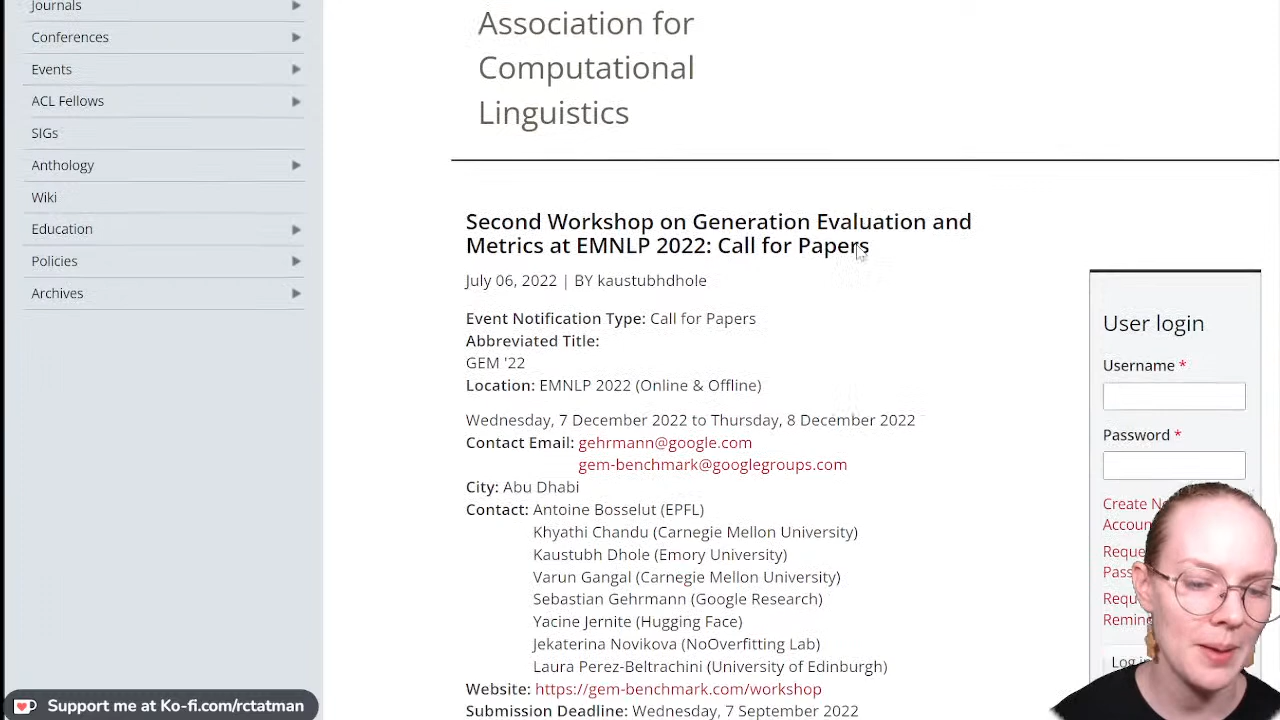 Journals
Conferences
Events
ACL Fellows
SIGs
Anthology
Wiki
Education
Policies
Archives
Association for
Computational
Linguistics
Second Workshop on Generation Evaluation and
Metrics at EMNLP 2022: Call for Papers
July 06, 2022 | BY kaustubhdhole
Event Notification Type: Call for Papers
Abbreviated Title:
GEM '22
Location: EMNLP 2022 (Online & Offline)
Wednesday, 7 December 2022 to Thursday, 8 December 2022
Contact Email: gehrmann@google.com
gem-benchmark@googlegroups.com
City: Abu Dhabi
Contact: Antoine Bosselut (EPFL)
Khyathi Chandu (Carnegie Mellon University)
Kaustubh Dhole (Emory University)
Varun Gangal (Carnegie Mellon University)
Sebastian Gehrmann (Google Research)
Yacine Jernite (Hugging Face)
Jekaterina Novikova (NoOverfitting Lab)
Laura Perez-Beltrachini (University of Edinburgh)
Website: https://gem-benchmark.com/workshop
Submission Deadline: Wednesday, 7 September 2022
User login
Username *
Password *
Create
Log
Support me at Ko-fi.com/rctatman